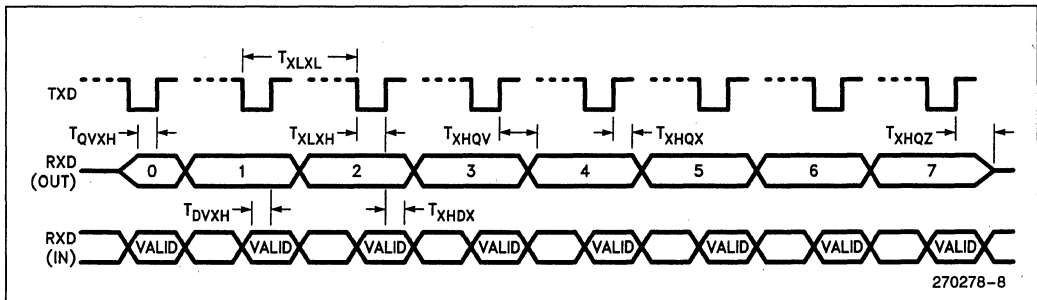 T_XLXL
TXD
T_QVXH T_XLXH T_XHQV T_XHQX T_XHQZ
RXD
(OUT)
0 1 2 3 4 5 6 7
T_DVXH T_XHDX
RXD
(IN)
VALID VALID VALID VALID VALID VALID VALID VALID
270278-8